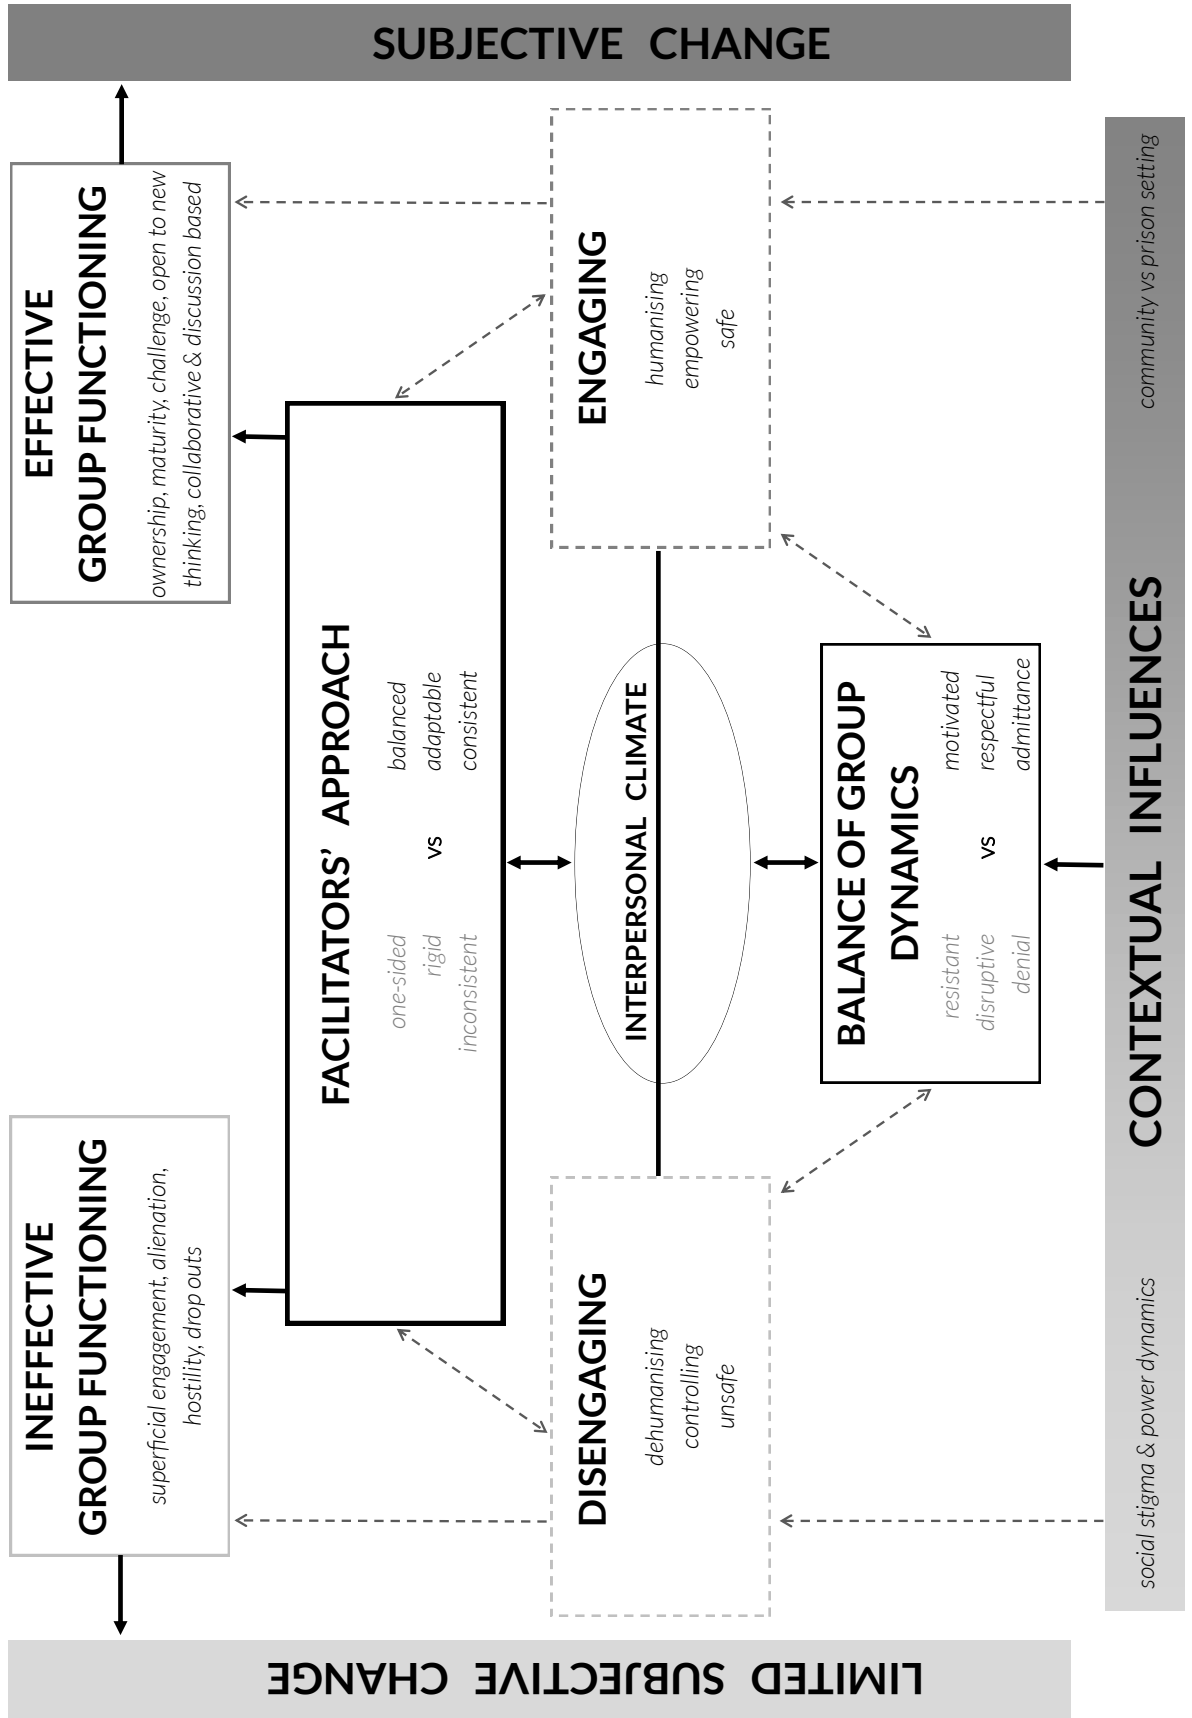 SUBJECTIVE CHANGE
EFFECTIVE
GROUP FUNCTIONING
ownership, maturity, challenge, open to new
thinking, collaborative & discussion based
INEFFECTIVE
GROUP FUNCTIONING
superficial engagement, alienation,
hostility, drop outs
FACILITATORS’ APPROACH
one-sided
rigid
inconsistent
vs
balanced
adaptable
consistent
DISENGAGING
dehumanising
controlling
unsafe
INTERPERSONAL CLIMATE
ENGAGING
humanising
empowering
safe
BALANCE OF GROUP
DYNAMICS
resistant
disruptive
denial
vs
motivated
respectful
admittance
social stigma & power dynamics
CONTEXTUAL INFLUENCES
community vs prison setting
LIMITED SUBJECTIVE CHANGE